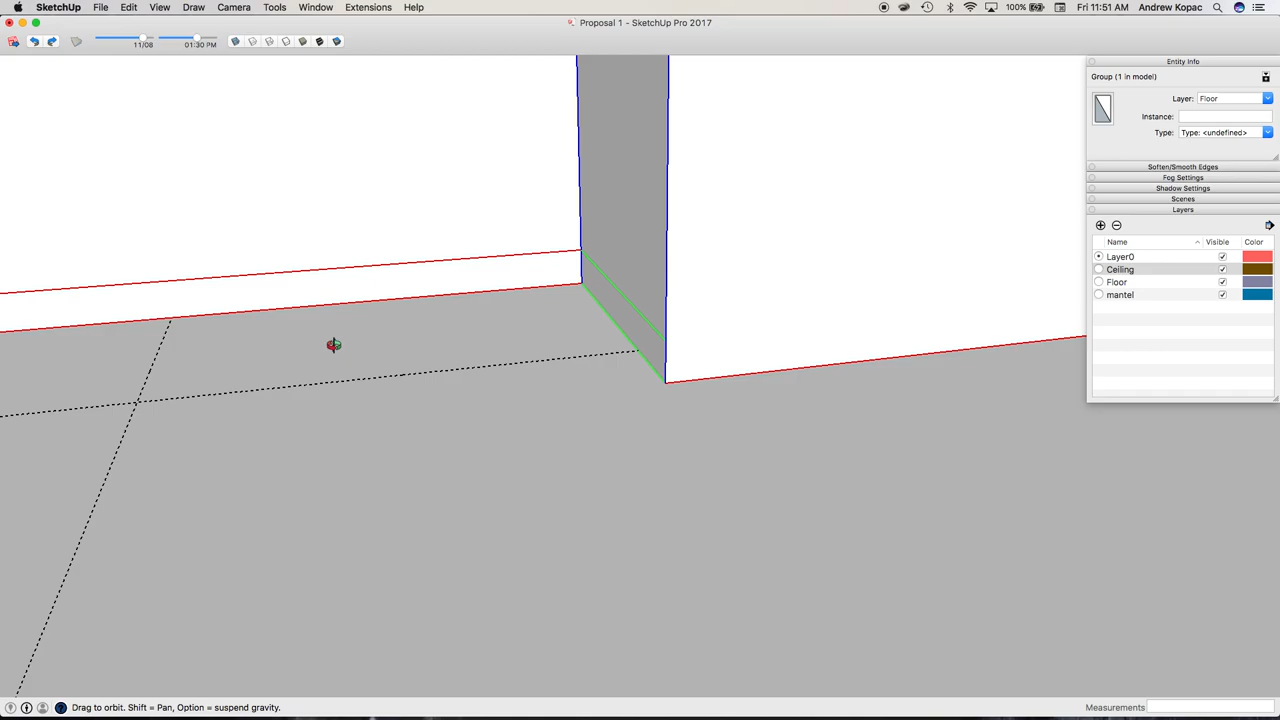 SketchUp File Edit View Draw Camera Tools Window Extensions Help 100% Fri 11:51 AM Andrew Kopac
Proposal 1 - SketchUp Pro 2017
11/08 01:30 PM
Entity Info
Group (1 in model)
Layer: Floor
Instance:
Type: Type: <undefined>
Soften/Smooth Edges
Fog Settings
Shadow Settings
Scenes
Layers
Name Visible Color
Layer0
Ceiling
Floor
mantel
Drag to orbit. Shift = Pan, Option = suspend gravity.
Measurements